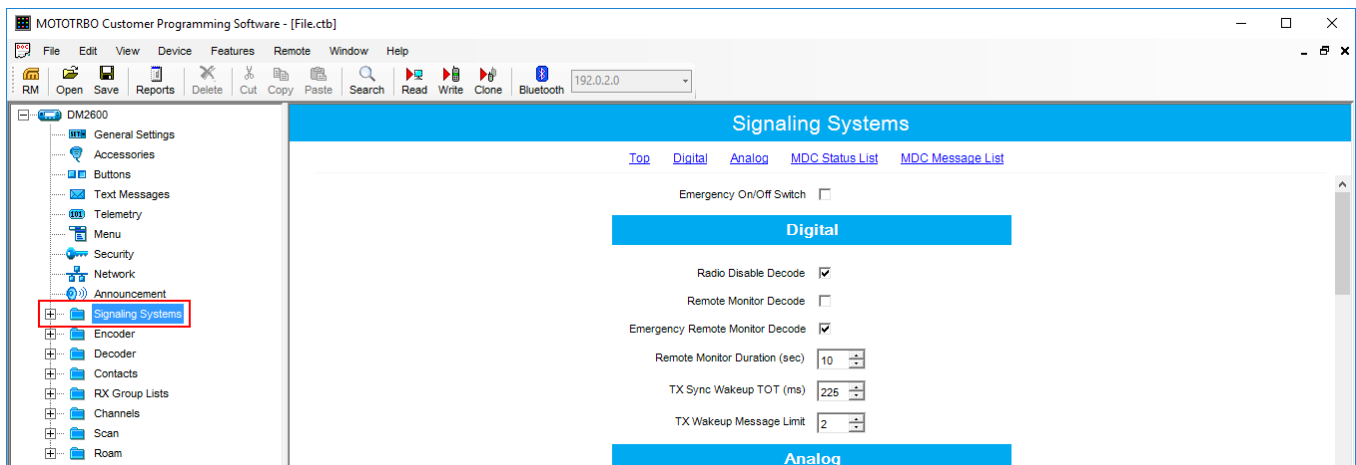 MOTOTRBO Customer Programming Software - [File.ctb]
File Edit View Device Features Remote Window Help
RM Open Save Reports Delete Cut Copy Paste Search Read Write Clone Bluetooth 192.0.2.0
DM2600
General Settings
Accessories
Buttons
Text Messages
Telemetry
Menu
Security
Network
Announcement
Signaling Systems
Encoder
Decoder
Contacts
RX Group Lists
Channels
Scan
Roam
Signaling Systems
Top Digital Analog MDC Status List MDC Message List
Emergency On/Off Switch
Digital
Radio Disable Decode
Remote Monitor Decode
Emergency Remote Monitor Decode
Remote Monitor Duration (sec) 10
TX Sync Wakeup TOT (ms) 225
TX Wakeup Message Limit 2
Analog